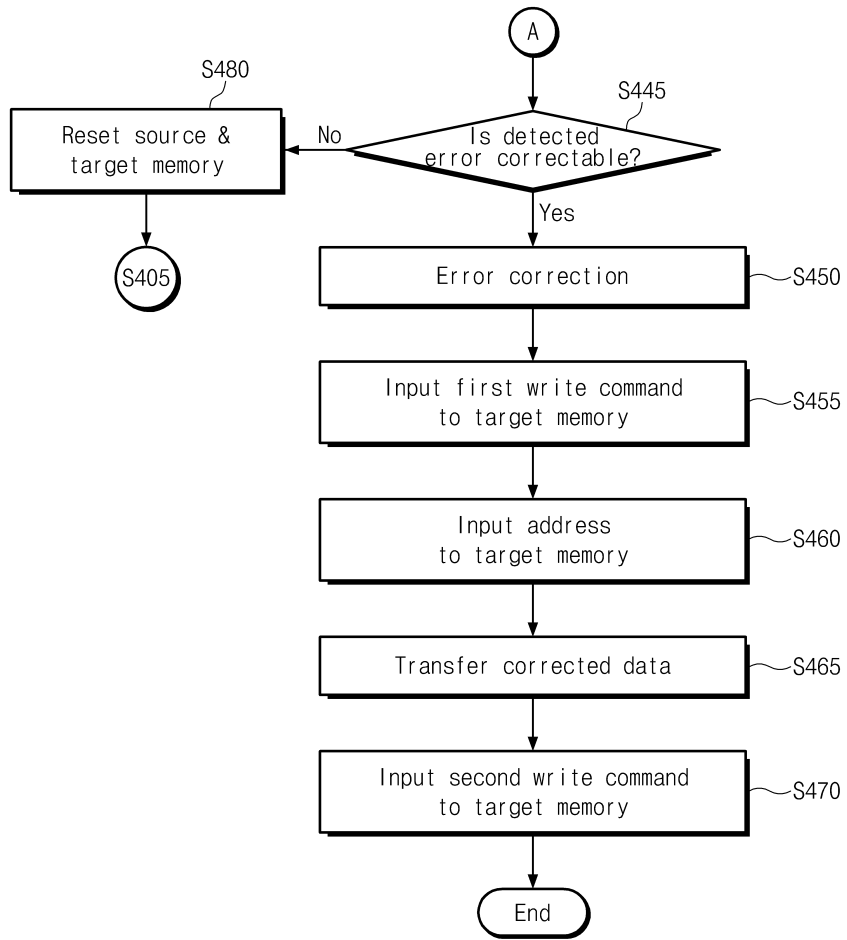 A
S480
S445
Reset source &
target memory
No
Is detected
error correctable?
Yes
S405
Error correction
S450
Input first write command
to target memory
S455
Input address
to target memory
S460
Transfer corrected data
S465
Input second write command
to target memory
S470
End